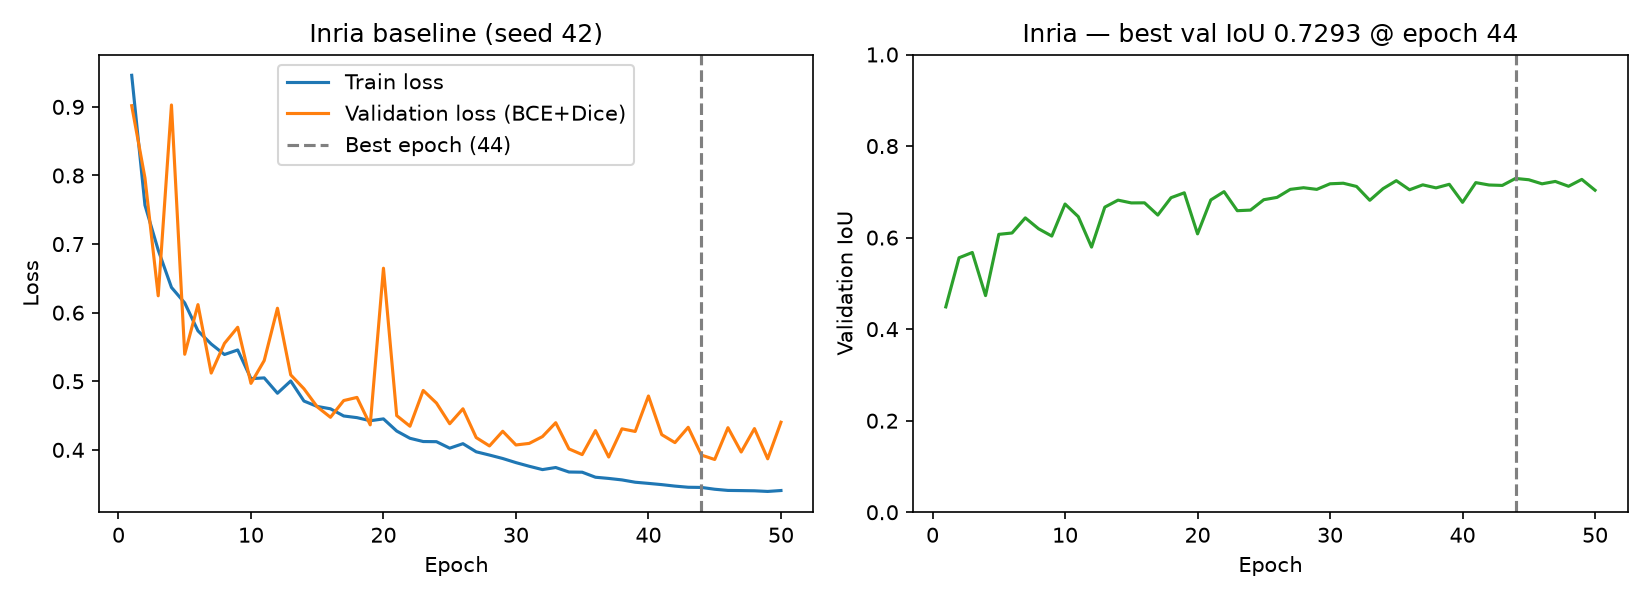 Inria baseline (seed 42)
Train loss
Validation loss (BCE+Dice)
Best epoch (44)
Loss
0.9
0.8
0.7
0.6
0.5
0.4
0
10
20
30
40
50
Epoch
Inria — best val IoU 0.7293 @ epoch 44
Validation IoU
1.0
0.8
0.6
0.4
0.2
0.0
0
10
20
30
40
50
Epoch